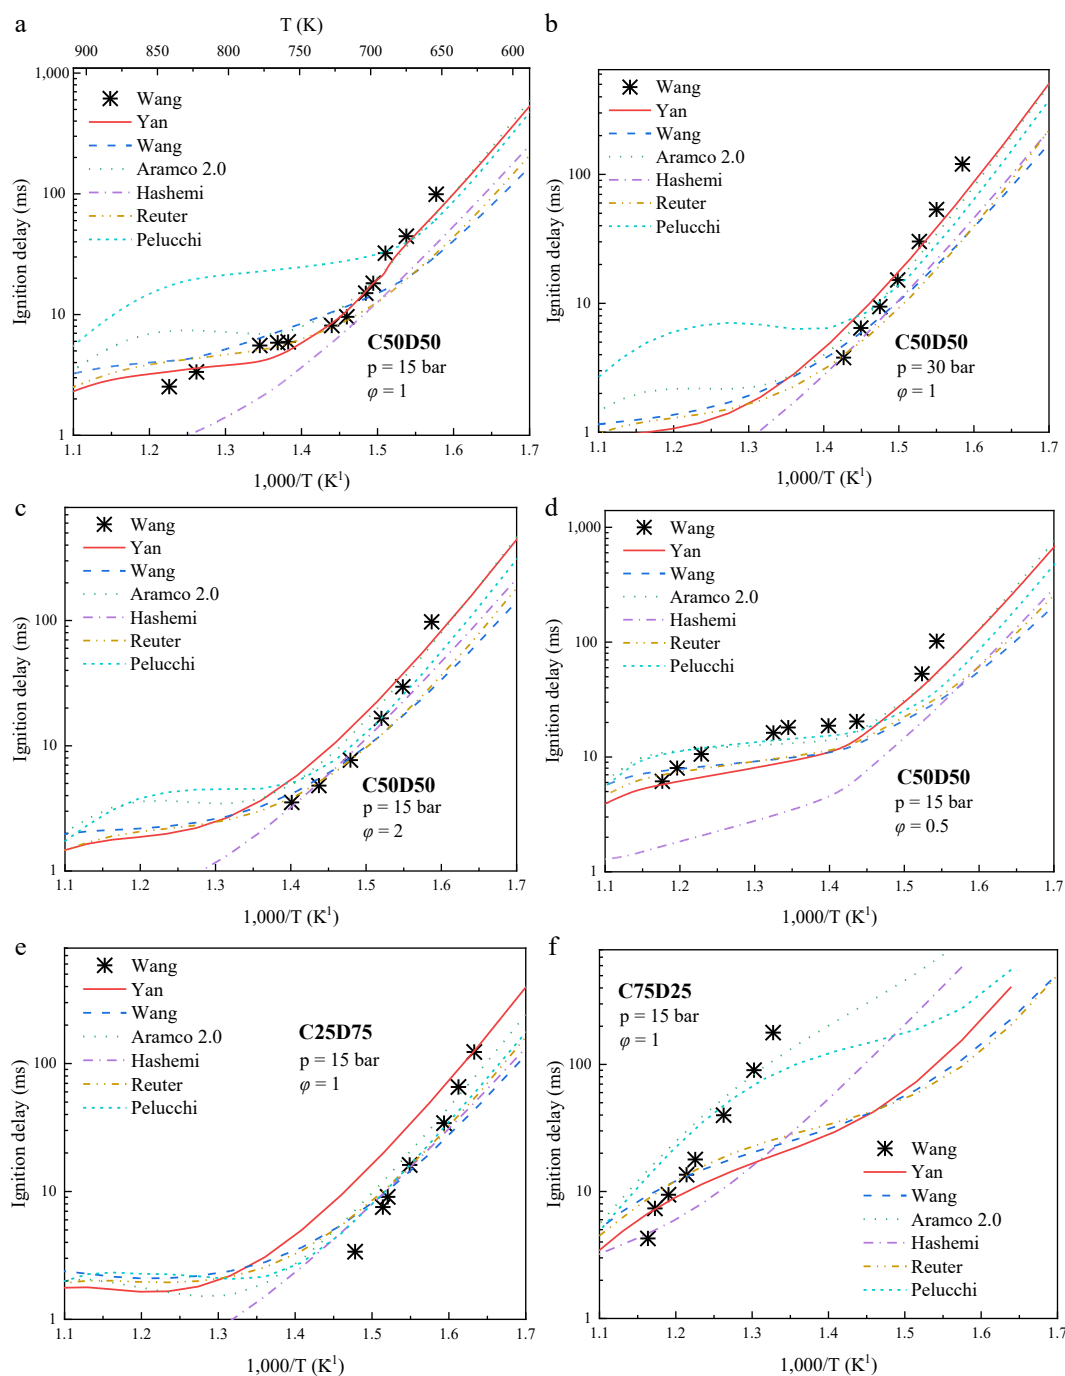 a
T (K)
900 850 800 750 700 650 600
1,000
100
10
1
Ignition delay (ms)
Wang
Yan
Wang
Aramco 2.0
Hashemi
Reuter
Pelucchi
C50D50
p = 15 bar
φ = 1
1.1 1.2 1.3 1.4 1.5 1.6 1.7
1,000/T (K¹)
b
100
10
1
Ignition delay (ms)
Wang
Yan
Wang
Aramco 2.0
Hashemi
Reuter
Pelucchi
C50D50
p = 30 bar
φ = 1
1.1 1.2 1.3 1.4 1.5 1.6 1.7
1,000/T (K¹)
c
100
10
1
Ignition delay (ms)
Wang
Yan
Wang
Aramco 2.0
Hashemi
Reuter
Pelucchi
C50D50
p = 15 bar
φ = 2
1.1 1.2 1.3 1.4 1.5 1.6 1.7
1,000/T (K¹)
d
1,000
100
10
1
Ignition delay (ms)
Wang
Yan
Wang
Aramco 2.0
Hashemi
Reuter
Pelucchi
C50D50
p = 15 bar
φ = 0.5
1.1 1.2 1.3 1.4 1.5 1.6 1.7
1,000/T (K¹)
e
100
10
1
Ignition delay (ms)
Wang
Yan
Wang
Aramco 2.0
Hashemi
Reuter
Pelucchi
C25D75
p = 15 bar
φ = 1
1.1 1.2 1.3 1.4 1.5 1.6 1.7
1,000/T (K¹)
f
100
10
1
Ignition delay (ms)
C75D25
p = 15 bar
φ = 1
Wang
Yan
Wang
Aramco 2.0
Hashemi
Reuter
Pelucchi
1.1 1.2 1.3 1.4 1.5 1.6 1.7
1,000/T (K¹)